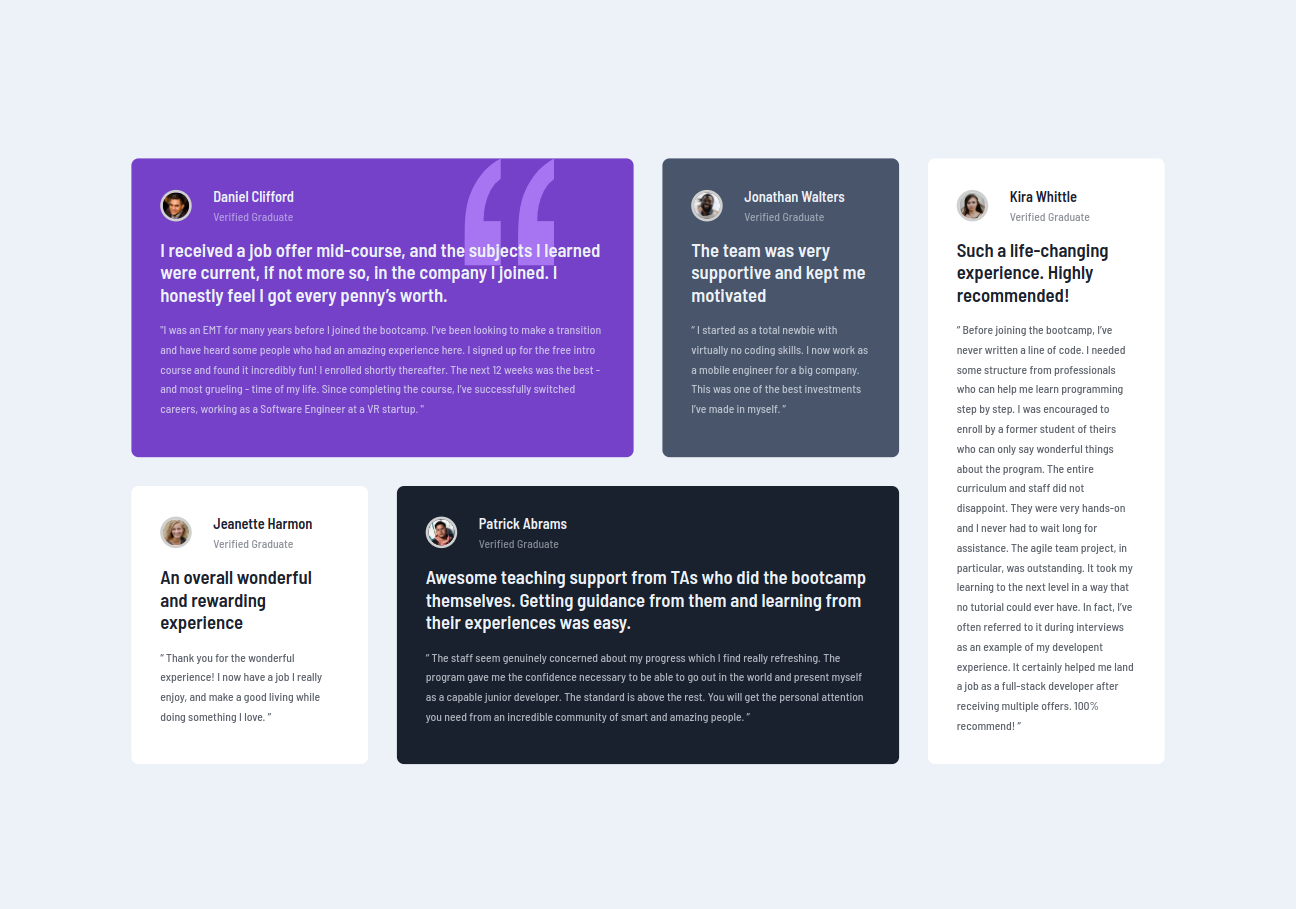 Daniel Clifford
Verified Graduate
I received a job offer mid-course, and the subjects I learned
were current, if not more so, in the company I joined. I
honestly feel I got every penny’s worth.
"I was an EMT for many years before I joined the bootcamp. I’ve been looking to make a transition
and have heard some people who had an amazing experience here. I signed up for the free intro
course and found it incredibly fun! I enrolled shortly thereafter. The next 12 weeks was the best -
and most grueling - time of my life. Since completing the course, I’ve successfully switched
careers, working as a Software Engineer at a VR startup. "
Jonathan Walters
Verified Graduate
The team was very
supportive and kept me
motivated
“ I started as a total newbie with
virtually no coding skills. I now work as
a mobile engineer for a big company.
This was one of the best investments
I’ve made in myself. ”
Kira Whittle
Verified Graduate
Such a life-changing
experience. Highly
recommended!
“ Before joining the bootcamp, I’ve
never written a line of code. I needed
some structure from professionals
who can help me learn programming
step by step. I was encouraged to
enroll by a former student of theirs
who can only say wonderful things
about the program. The entire
curriculum and staff did not
disappoint. They were very hands-on
and I never had to wait long for
assistance. The agile team project, in
particular, was outstanding. It took my
learning to the next level in a way that
no tutorial could ever have. In fact, I’ve
often referred to it during interviews
as an example of my developent
experience. It certainly helped me land
a job as a full-stack developer after
receiving multiple offers. 100%
recommend! ”
Jeanette Harmon
Verified Graduate
An overall wonderful
and rewarding
experience
“ Thank you for the wonderful
experience! I now have a job I really
enjoy, and make a good living while
doing something I love. ”
Patrick Abrams
Verified Graduate
Awesome teaching support from TAs who did the bootcamp
themselves. Getting guidance from them and learning from
their experiences was easy.
“ The staff seem genuinely concerned about my progress which I find really refreshing. The
program gave me the confidence necessary to be able to go out in the world and present myself
as a capable junior developer. The standard is above the rest. You will get the personal attention
you need from an incredible community of smart and amazing people. ”